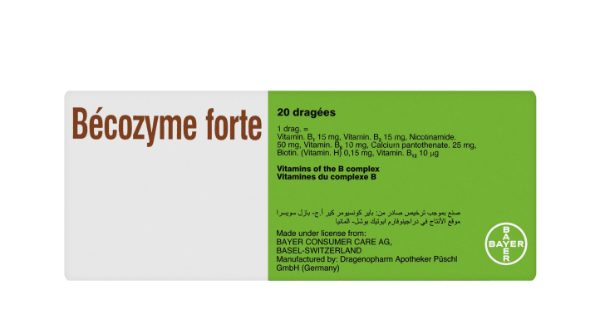 Bécozyme forte
20 dragées
1 drag. =
Vitamin. B₁ 15 mg, Vitamin. B₂ 15 mg, Nicotinamide.
50 mg, Vitamin. B₆ 10 mg, Calcium pantothenate. 25 mg,
Biotin. (Vitamin. H) 0,15 mg, Vitamin. B₁₂ 10 µg
Vitamins of the B complex
Vitamines du complexe B
صنع بموجب ترخيص صادر من: باير كونسيومر كير أ.ج- بازل سويسرا
موقع الأنتاج في دراجينوفارم ابوتيك بوشل- المانيا
Made under license from:
BAYER CONSUMER CARE AG,
BASEL-SWITZERLAND
Manufactured by: Dragenopharm Apotheker Püschl
GmbH (Germany)
BAYER
BAYER